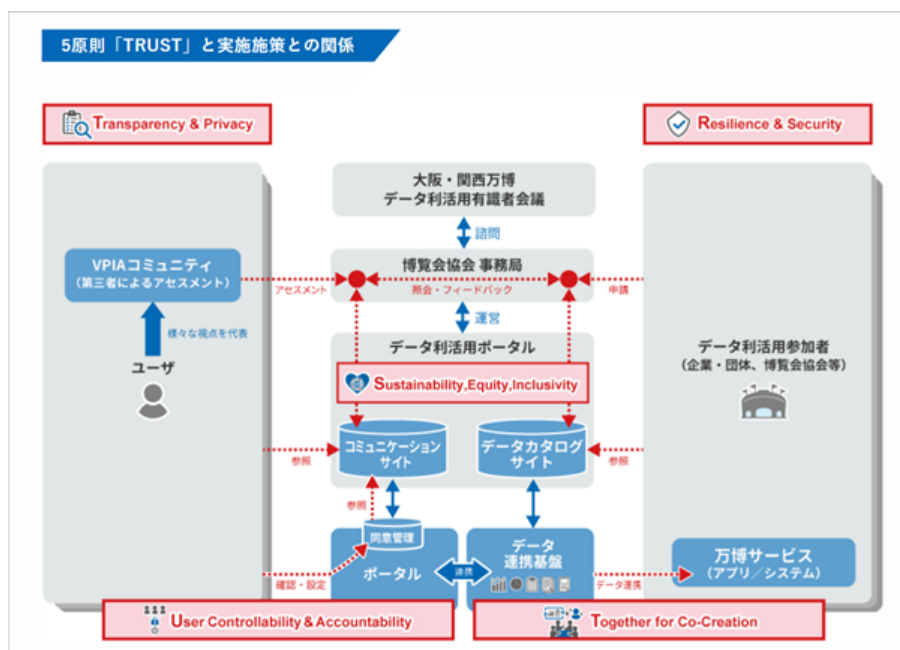 5原則「TRUST」と実施施策との関係
Transparency & Privacy
Resilience & Security
大阪・関西万博
データ利活用有識者会議
諮問
VPIAコミュニティ
(第三者によるアセスメント)
博覧会協会 事務局
アセスメント
照会・フィードバック
申請
様々な視点を代表
運営
ユーザ
データ利活用ポータル
データ利活用参加者
(企業・団体、博覧会協会等)
Sustainability,Equity,Inclusivity
コミュニケーション
サイト
データカタログ
サイト
参照
参照
参照
同意管理
ポータル
連携
データ
連携基盤
万博サービス
(アプリ/システム)
確認・設定
データ連携
User Controllability & Accountability
Together for Co-Creation